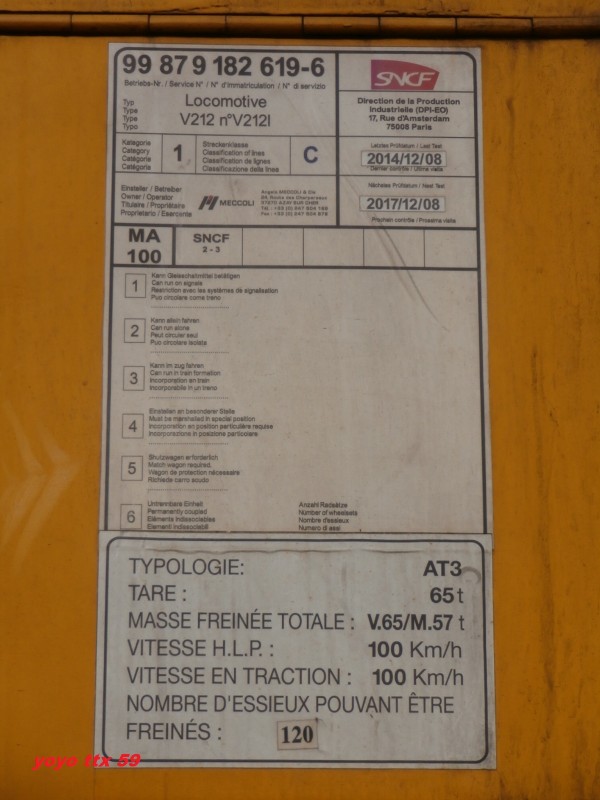 99 87 9 182 619-6
Betriebs-Nr. / Service N° / N° d'immatriculation / N° di servizio
Typ
Type
Type
Tipo
Locomotive
V212 n°V212I
SNCF
Direction de la Production
Industrielle (DPI-EO)
17, Rue d'Amsterdam
75008 Paris
Kategorie
Category
Catégorie
Categoria
1
Streckenklasse
Classification of lines
Classification de lignes
Classificazione della linea
C
Letztes Prüfdatum / Last Test
2014/12/08
Dernier contrôle / Ultima visite
Einsteller / Betreiber
Owner / Operator
Titulaire / Propriétaire
Proprietario / Esercente
MECCOLI
Angelo MECCOLI & Cie
Nächstes Prüfdatum / Next Test
2017/12/08
Prochain contrôle / Prossima visite
MA
100
SNCF
2 - 3
1
Kann Gleisschaltmittel betätigen
Can run on signals
Restriction avec les systèmes de signalisation
Puo circolare come treno
2
Kann allein fahren
Can run alone
Peut circuler seul
Puo circolare isolata
3
Kann im zug fahren
Can run in train formation
Incorporation en train
Incorporabile in un treno
4
Einstellen an besonderer Stelle
Must be marshalled in special position
Incorporation en position particulière requise
Incorporazione in posizione particolare
5
Shutzwagen erforderlich
Match wagon required.
Wagon de protection nécessaire
Richiede carro scudo
6
Untrennbare Einheit
Permanently coupled
Eléments indissociables
Elementi indissociabili
Anzahl Radsätze
Number of wheelsets
Nombre d'essieux
Numero di assi
TYPOLOGIE: AT3
TARE : 65 t
MASSE FREINÉE TOTALE : V.65/M.57 t
VITESSE H.L.P. : 100 Km/h
VITESSE EN TRACTION : 100 Km/h
NOMBRE D'ESSIEUX POUVANT ÊTRE
FREINÉS : 120
yoyo ttx 59